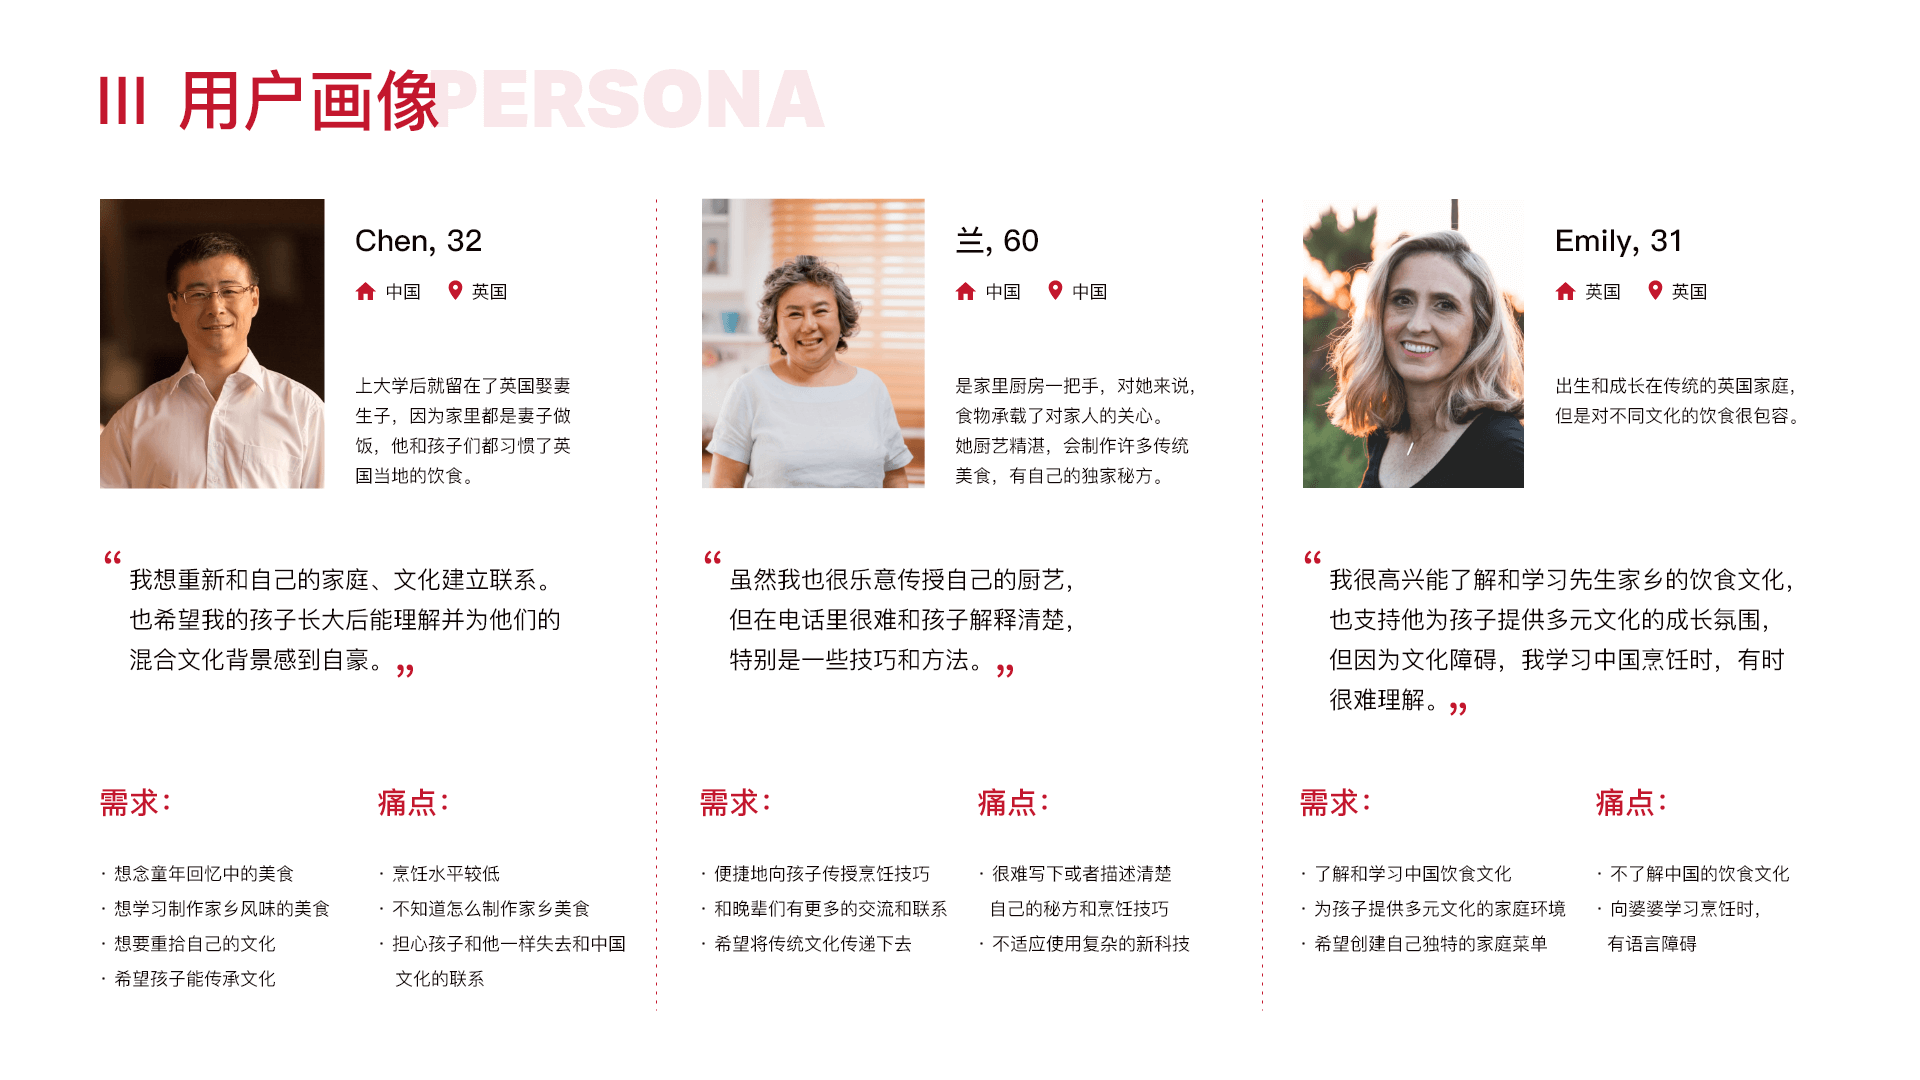 III 用户画像
PERSONA
Chen, 32
中国 英国
上大学后就留在了英国娶妻
生子，因为家里都是妻子做
饭，他和孩子们都习惯了英
国当地的饮食。
“我想重新和自己的家庭、文化建立联系。
也希望我的孩子长大后能理解并为他们的
混合文化背景感到自豪。”
需求：
· 想念童年回忆中的美食
· 想学习制作家乡风味的美食
· 想要重拾自己的文化
· 希望孩子能传承文化
痛点：
· 烹饪水平较低
· 不知道怎么制作家乡美食
· 担心孩子和他一样失去和中国
文化的联系
兰, 60
中国 中国
是家里厨房一把手，对她来说，
食物承载了对家人的关心。
她厨艺精湛，会制作许多传统
美食，有自己的独家秘方。
“虽然我也很乐意传授自己的厨艺，
但在电话里很难和孩子解释清楚，
特别是一些技巧和方法。”
需求：
· 便捷地向孩子传授烹饪技巧
· 和晚辈们有更多的交流和联系
· 希望将传统文化传递下去
痛点：
· 很难写下或者描述清楚
自己的秘方和烹饪技巧
· 不适应使用复杂的新科技
Emily, 31
英国 英国
出生和成长在传统的英国家庭，
但是对不同文化的饮食很包容。
“我很高兴能了解和学习先生家乡的饮食文化，
也支持他为孩子提供多元文化的成长氛围，
但因为文化障碍，我学习中国烹饪时，有时
很难理解。”
需求：
· 了解和学习中国饮食文化
· 为孩子提供多元文化的家庭环境
· 希望创建自己独特的家庭菜单
痛点：
· 不了解中国的饮食文化
· 向婆婆学习烹饪时，
有语言障碍